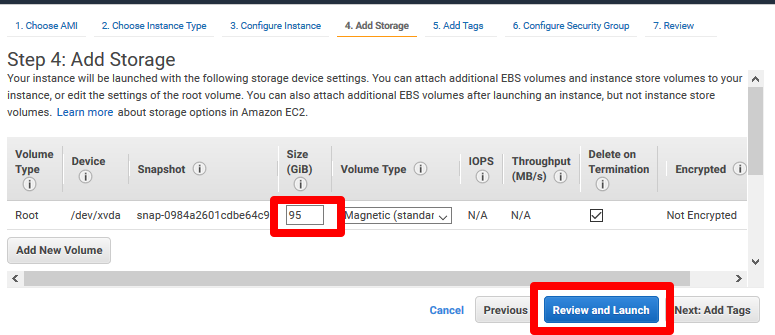 1. Choose AMI 2. Choose Instance Type 3. Configure Instance 4. Add Storage 5. Add Tags 6. Configure Security Group 7. Review
Step 4: Add Storage
Your instance will be launched with the following storage device settings. You can attach additional EBS volumes and instance store volumes to your
instance, or edit the settings of the root volume. You can also attach additional EBS volumes after launching an instance, but not instance store
volumes. Learn more about storage options in Amazon EC2.
Volume Type Device Snapshot Size (GiB) Volume Type IOPS Throughput (MB/s) Delete on Termination Encrypted
Root /dev/xvda snap-0984a2601cdbe64c9 95 Magnetic (standar N/A N/A Not Encrypted
Add New Volume
Cancel Previous Review and Launch Next: Add Tags